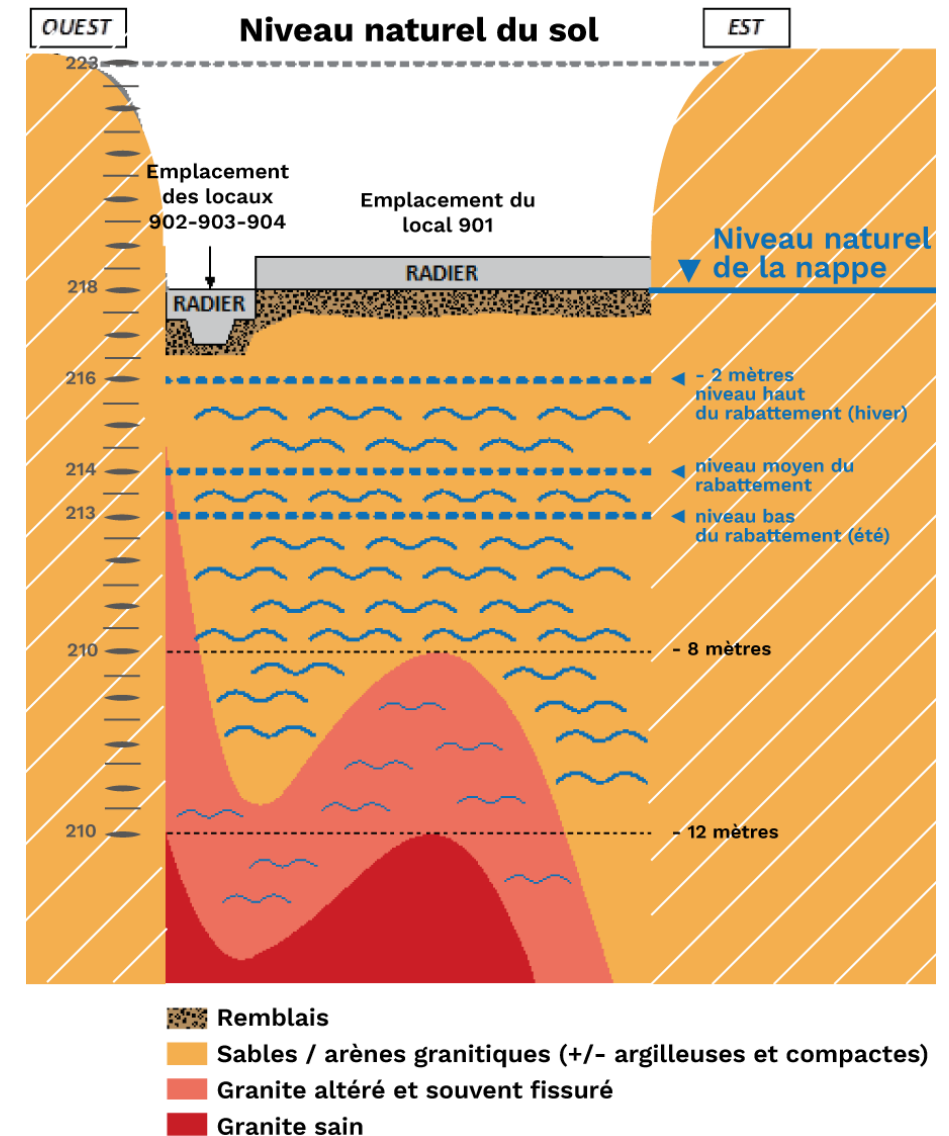 OUEST
Niveau naturel du sol
EST
223
Emplacement
des locaux
902-903-904
Emplacement du
local 901
Niveau naturel
de la nappe
RADIER
218
RADIER
216
- 2 mètres
niveau haut
du rabattement (hiver)
214
niveau moyen du
rabattement
213
niveau bas
du rabattement (été)
210
- 8 mètres
210
- 12 mètres
Remblais
Sables / arènes granitiques (+/- argilleuses et compactes)
Granite altéré et souvent fissuré
Granite sain